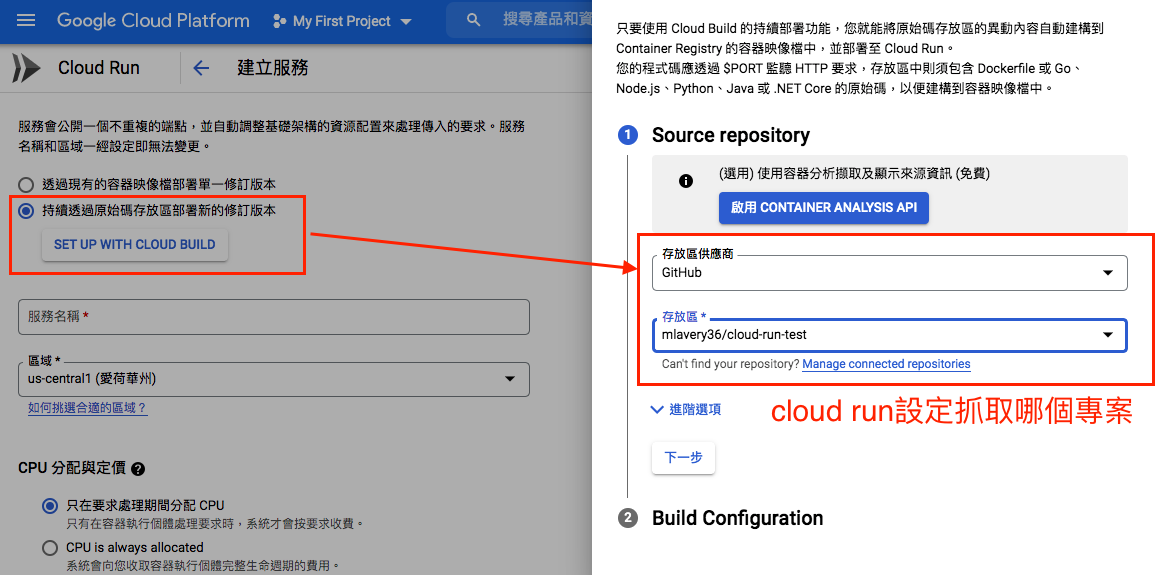 Google Cloud Platform
My First Project
搜尋產品和資
Cloud Run
建立服務
服務會公開一個不重複的端點，並自動調整基礎架構的資源配置來處理傳入的要求。服務
名稱和區域一經設定即無法變更。
透過現有的容器映像檔部署單一修訂版本
持續透過原始碼存放區部署新的修訂版本
SET UP WITH CLOUD BUILD
服務名稱 *
區域 *
us-central1 (愛荷華州)
如何挑選合適的區域？
CPU 分配與定價
只在要求處理期間分配 CPU
只有在容器執行個體處理要求時，系統才會按要求收費。
CPU is always allocated
系統會向您收取容器執行個體完整生命週期的費用。
只要使用 Cloud Build 的持續部署功能，您就能將原始碼存放區的異動內容自動建構到
Container Registry 的容器映像檔中，並部署至 Cloud Run。
您的程式碼應透過 $PORT 監聽 HTTP 要求，存放區中則須包含 Dockerfile 或 Go、
Node.js、Python、Java 或 .NET Core 的原始碼，以便建構到容器映像檔中。
1
Source repository
(選用) 使用容器分析擷取及顯示來源資訊 (免費)
啟用 CONTAINER ANALYSIS API
存放區供應商
GitHub
存放區 *
mlavery36/cloud-run-test
Can't find your repository? Manage connected repositories
進階選項
cloud run設定抓取哪個專案
下一步
2
Build Configuration